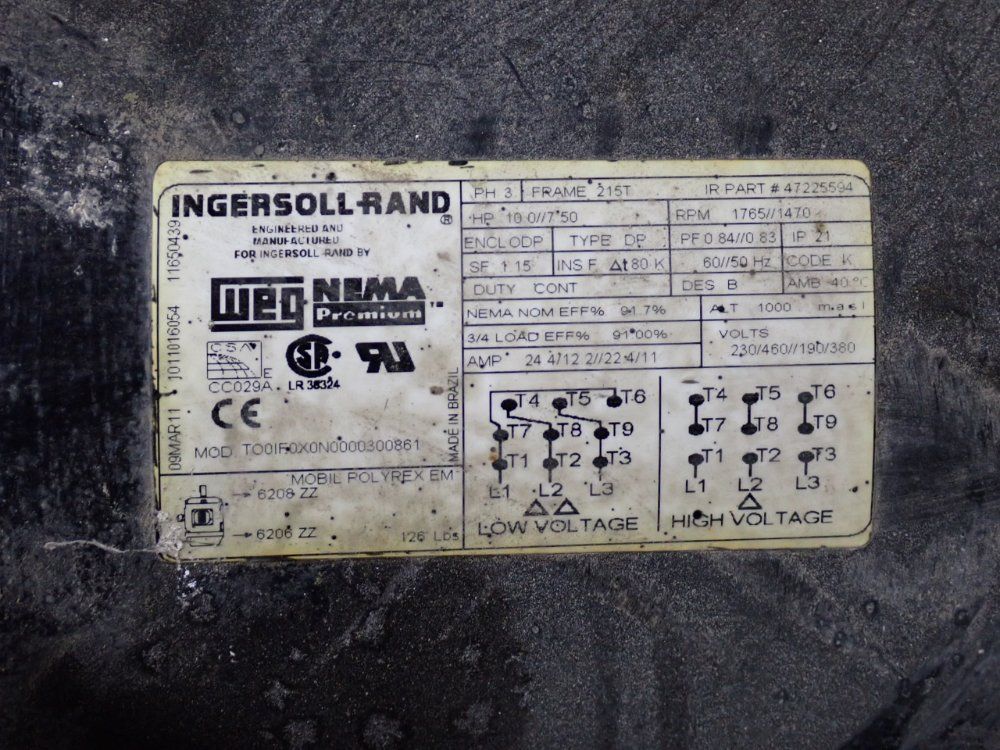 INGERSOLL-RAND®
ENGINEERED AND
MANUFACTURED
FOR INGERSOLL-RAND BY
WEG NEMA
Premium™
CSA
E
CC029A
SA
LR 38324
CE
MOD TO0IF0X0N0000300861
MOBIL POLYREX EM
6208 ZZ
6206 ZZ
126 Lbs
09MAR11 1011016054 11650439
MADE IN BRAZIL
PH 3 FRAME 215T IR PART # 47225594
HP 10.0//7.50 RPM 1765//1470
ENCL ODP TYPE DP PF 0.84//0.83 IP 21
SF 1.15 INS F Δt 80 K 60//50 Hz CODE K
DUTY CONT DES B AMB 40°C
NEMA NOM EFF% 91.7% ALT 1000 m.a.s.l
3/4 LOAD EFF% 91.00% VOLTS
AMP 24.4/12.2//22.4/11 230/460//190/380
T4 T5 T6
T7 T8 T9
T1 T2 T3
L1 L2 L3
LOW VOLTAGE
T4 T5 T6
T7 T8 T9
T1 T2 T3
L1 L2 L3
HIGH VOLTAGE